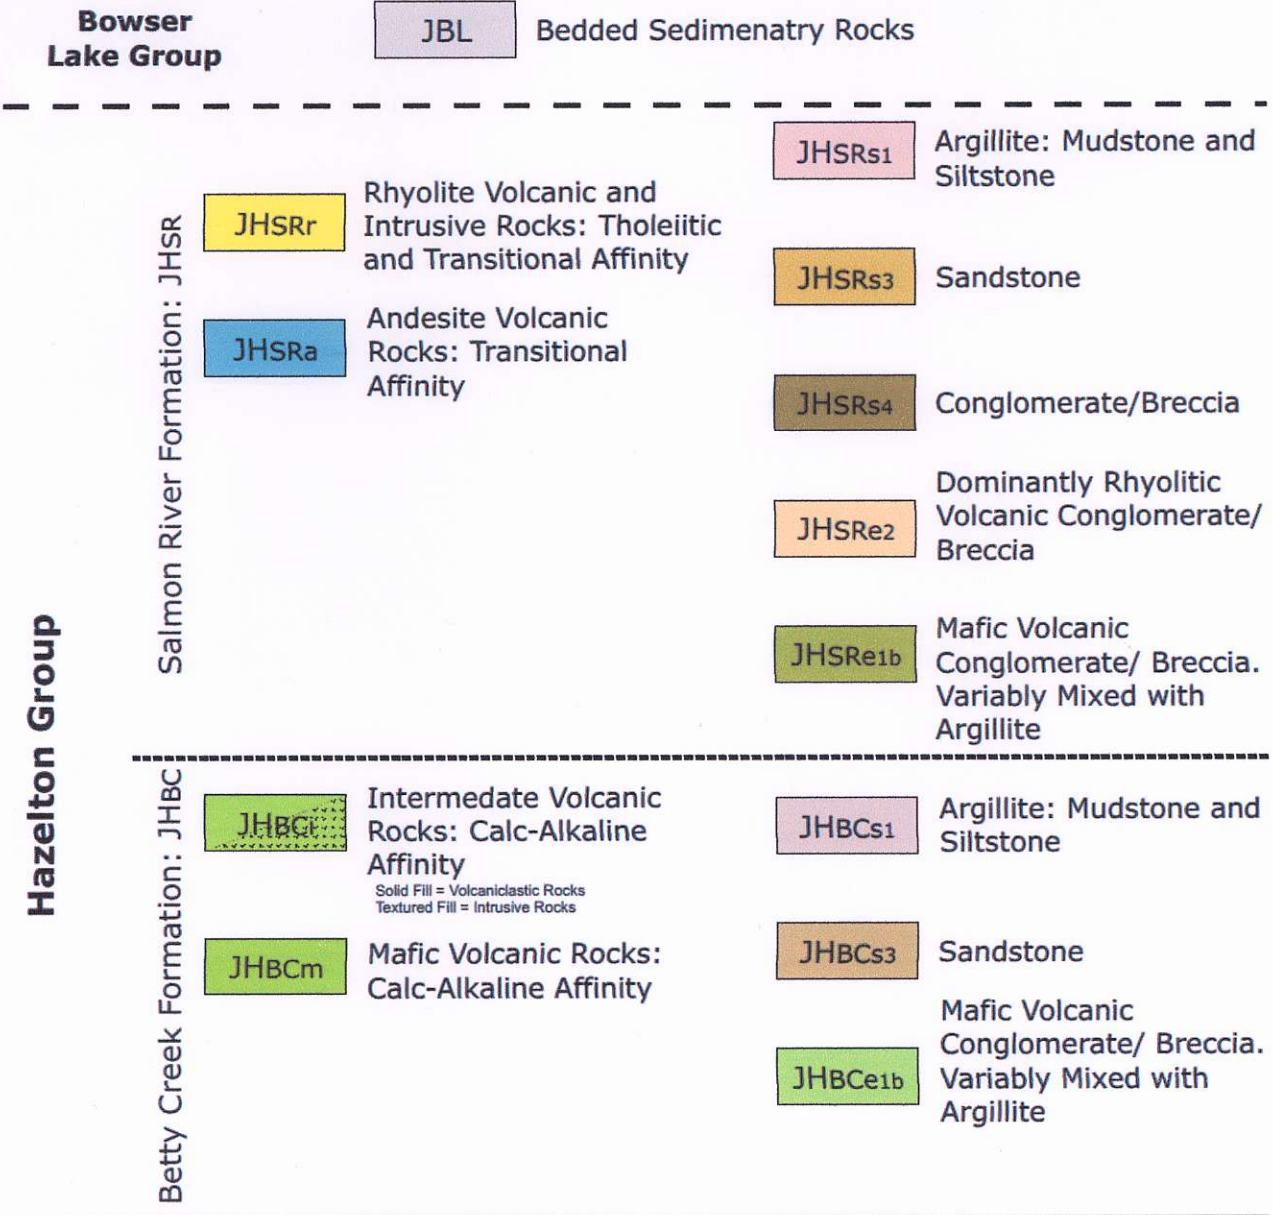 Bowser
Lake Group
JBL
Bedded Sedimenatry Rocks
Hazelton Group
Salmon River Formation: JHSR
JHSRr
Rhyolite Volcanic and
Intrusive Rocks: Tholeiitic
and Transitional Affinity
JHSRa
Andesite Volcanic
Rocks: Transitional
Affinity
JHSRs1
Argillite: Mudstone and
Siltstone
JHSRs3
Sandstone
JHSRs4
Conglomerate/Breccia
JHSRe2
Dominantly Rhyolitic
Volcanic Conglomerate/
Breccia
JHSRe1b
Mafic Volcanic
Conglomerate/ Breccia.
Variably Mixed with
Argillite
Betty Creek Formation: JHBC
JHBCi
Intermedate Volcanic
Rocks: Calc-Alkaline
Affinity
Solid Fill = Volcaniclastic Rocks
Textured Fill = Intrusive Rocks
JHBCm
Mafic Volcanic Rocks:
Calc-Alkaline Affinity
JHBCs1
Argillite: Mudstone and
Siltstone
JHBCs3
Sandstone
JHBCe1b
Mafic Volcanic
Conglomerate/ Breccia.
Variably Mixed with
Argillite